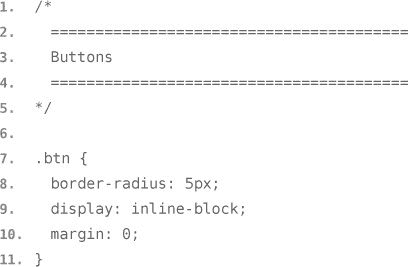 1. /*
2.   ========================================
3.   Buttons
4.   ========================================
5. */
6.
7. .btn {
8.   border-radius: 5px;
9.   display: inline-block;
10.   margin: 0;
11. }